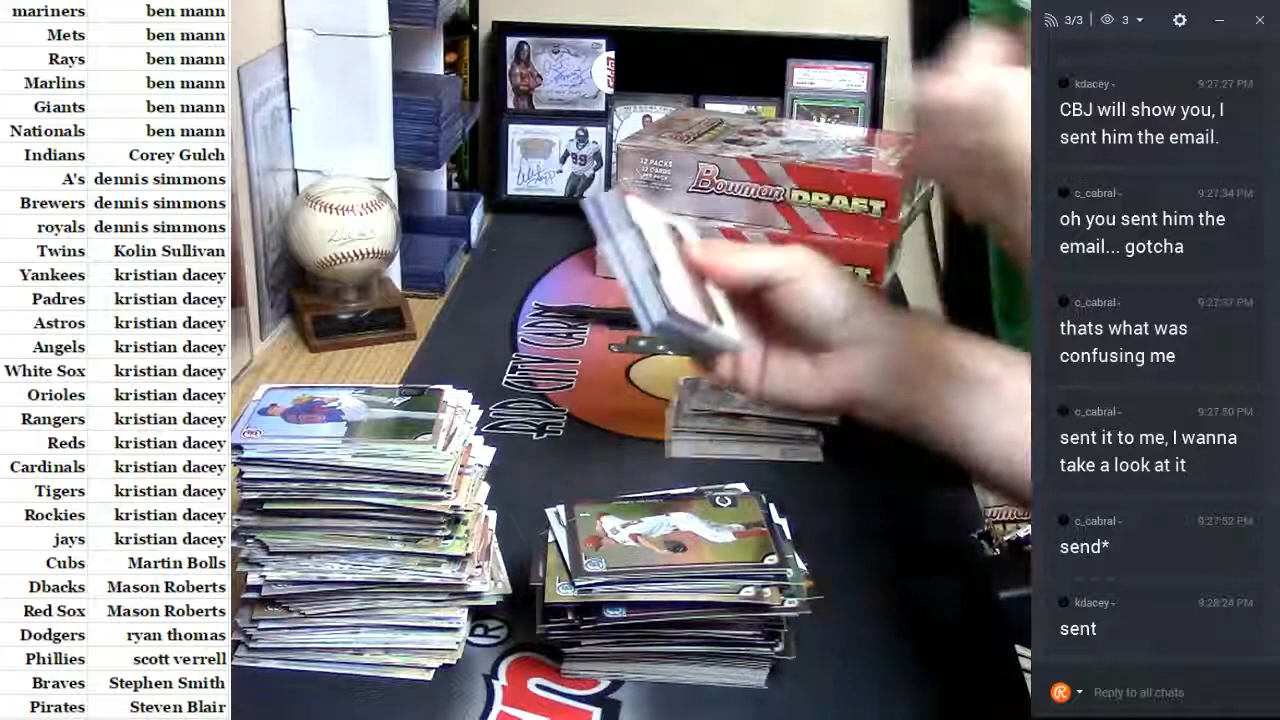 mariners ben mann
Mets ben mann
Rays ben mann
Marlins ben mann
Giants ben mann
Nationals ben mann
Indians Corey Gulch
A's dennis simmons
Brewers dennis simmons
royals dennis simmons
Twins Kolin Sullivan
Yankees kristian dacey
Padres kristian dacey
Astros kristian dacey
Angels kristian dacey
White Sox kristian dacey
Orioles kristian dacey
Rangers kristian dacey
Reds kristian dacey
Cardinals kristian dacey
Tigers kristian dacey
Rockies kristian dacey
jays kristian dacey
Cubs Martin Bolls
Dbacks Mason Roberts
Red Sox Mason Roberts
Dodgers ryan thomas
Phillies scott verrell
Braves Stephen Smith
Pirates Steven Blair
12 PACKS
Bowman DRAFT
RIP CITY CARDS
®
3/3 3
kdacey 9:27:27 PM
CBJ will show you, I
sent him the email.
c_cabral 9:27:34 PM
oh you sent him the
email... gotcha
c_cabral 9:27:37 PM
thats what was
confusing me
c_cabral 9:27:50 PM
sent it to me, I wanna
take a look at it
c_cabral 9:27:52 PM
send*
kdacey 9:28:24 PM
sent
Reply to all chats